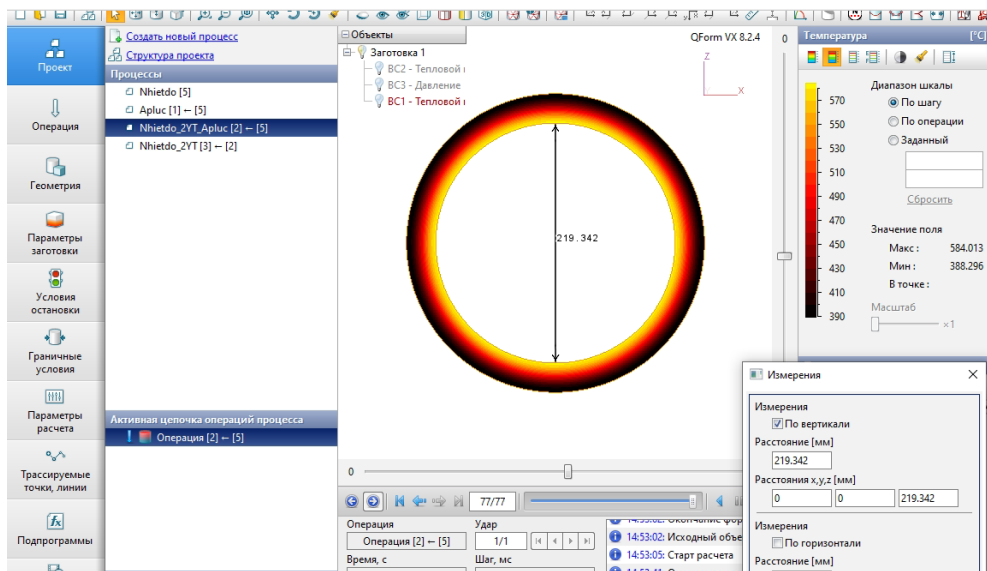 Проект
Операция
Геометрия
Параметры
заготовки
Условия
остановки
Граничные
условия
Параметры
расчета
Трассируемые
точки, линии
Подпрограммы
Создать новый процесс
Структура проекта
Процессы
Nhietdo [5]
Apluc [1] ← [5]
Nhietdo_2YT_Apluc [2] ← [5]
Nhietdo_2YT [3] ← [2]
Активная цепочка операций процесса
Операция [2] ← [5]
Объекты
Заготовка 1
BC2 - Тепловой
BC3 - Давление
BC1 - Тепловой
QForm VX 8.2.4
Z
X
219.342
0
0
77/77
Операция
Операция [2] ← [5]
Удар
1/1
Время, с
Шаг, мс
14:53:02: Исходный объе
14:53:05: Старт расчета
Температура [°C]
570
550
530
510
490
470
450
430
410
390
Диапазон шкалы
По шагу
По операции
Заданный
Сбросить
Значение поля
Макс : 584.013
Мин : 388.296
В точке :
Масштаб
×1
Измерения
Измерения
По вертикали
Расстояние [мм]
219.342
Расстояния x,y,z [мм]
0 0 219.342
Измерения
По горизонтали
Расстояние [мм]